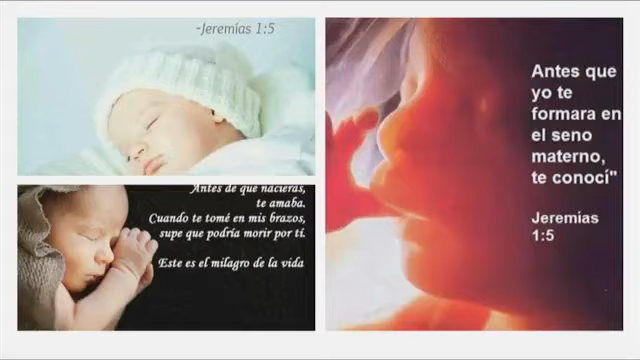 -Jeremías 1:5
Antes de que nacieras,
te amaba.
Cuando te tomé en mis brazos,
supe que podría morir por tí.
Este es el milagro de la vida
Antes que
yo te
formara en
el seno
materno,
te conocí"
Jeremías
1:5